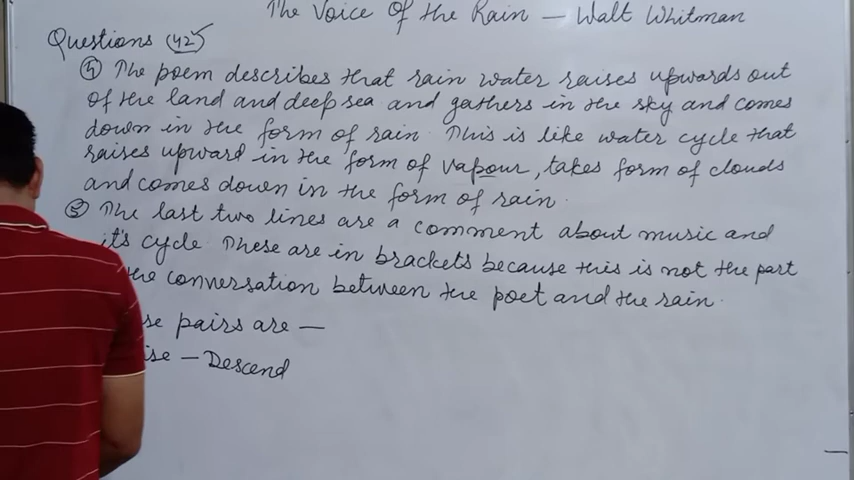 The Voice Of the Rain — Walt Whitman
Questions (42)
4) The poem describes that rain water raises upwards out
of the land and deep sea and gathers in the sky and comes
down in the form of rain. This is like water cycle that
raises upward in the form of vapour, takes form of clouds
and comes down in the form of rain.
5) The last two lines are a comment about music and
it's cycle. These are in brackets because this is not the part
the conversation between the poet and the rain.
pairs are —
— Descend